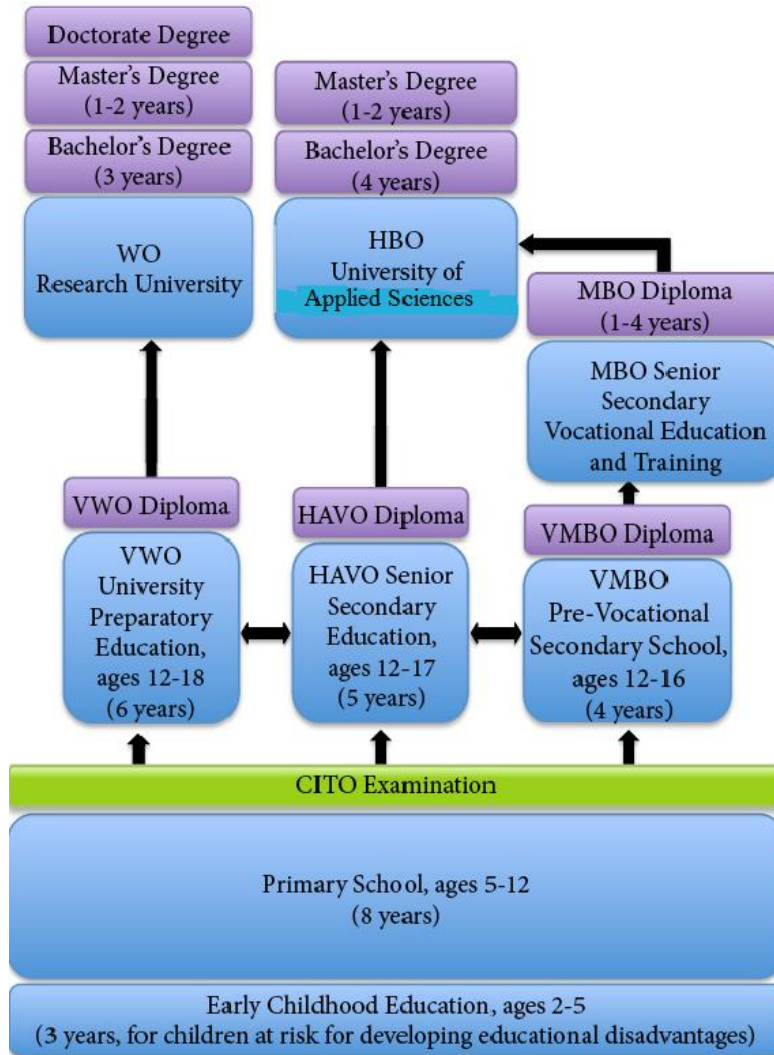 Doctorate Degree
Master's Degree
(1-2 years)
Bachelor's Degree
(3 years)
WO
Research University
Master's Degree
(1-2 years)
Bachelor's Degree
(4 years)
HBO
University of
Applied Sciences
MBO Diploma
(1-4 years)
MBO Senior
Secondary
Vocational Education
and Training
VWO Diploma
VWO
University
Preparatory
Education,
ages 12-18
(6 years)
HAVO Diploma
HAVO Senior
Secondary
Education,
ages 12-17
(5 years)
VMBO Diploma
VMBO
Pre-Vocational
Secondary School,
ages 12-16
(4 years)
CITO Examination
Primary School, ages 5-12
(8 years)
Early Childhood Education, ages 2-5
(3 years, for children at risk for developing educational disadvantages)